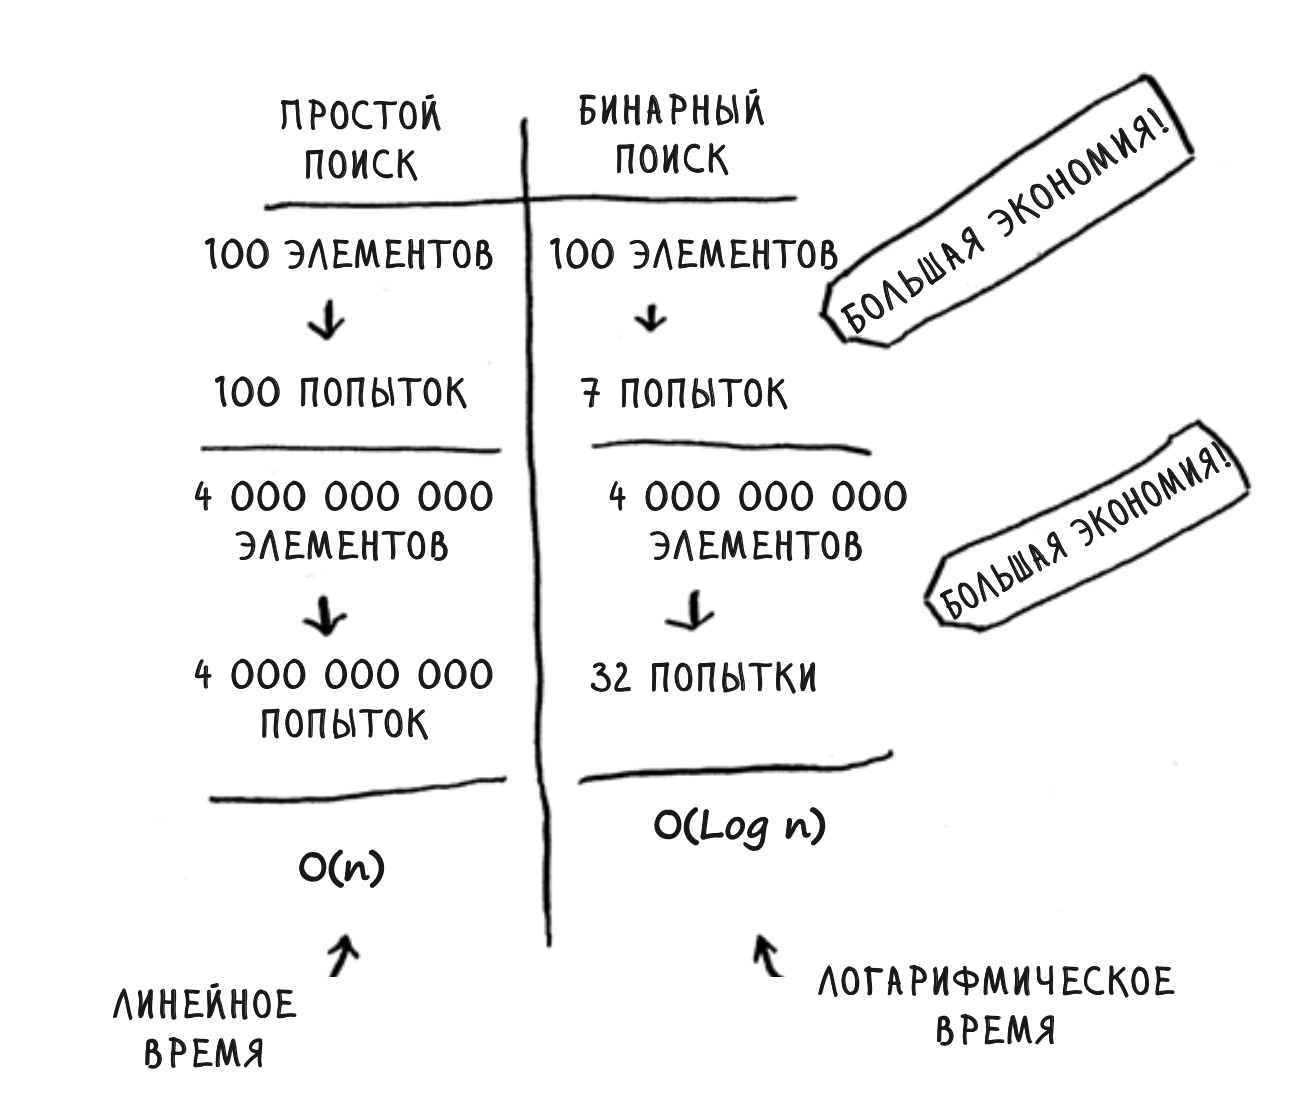 ПРОСТОЙ
ПОИСК
БИНАРНЫЙ
ПОИСК
100 ЭЛЕМЕНТОВ
100 ЭЛЕМЕНТОВ
БОЛЬШАЯ ЭКОНОМИЯ!
100 ПОПЫТОК
7 ПОПЫТОК
4 000 000 000
ЭЛЕМЕНТОВ
4 000 000 000
ЭЛЕМЕНТОВ
БОЛЬШАЯ ЭКОНОМИЯ!
4 000 000 000
ПОПЫТОК
32 ПОПЫТКИ
O(n)
O(Log n)
ЛИНЕЙНОЕ
ВРЕМЯ
ЛОГАРИФМИЧЕСКОЕ
ВРЕМЯ